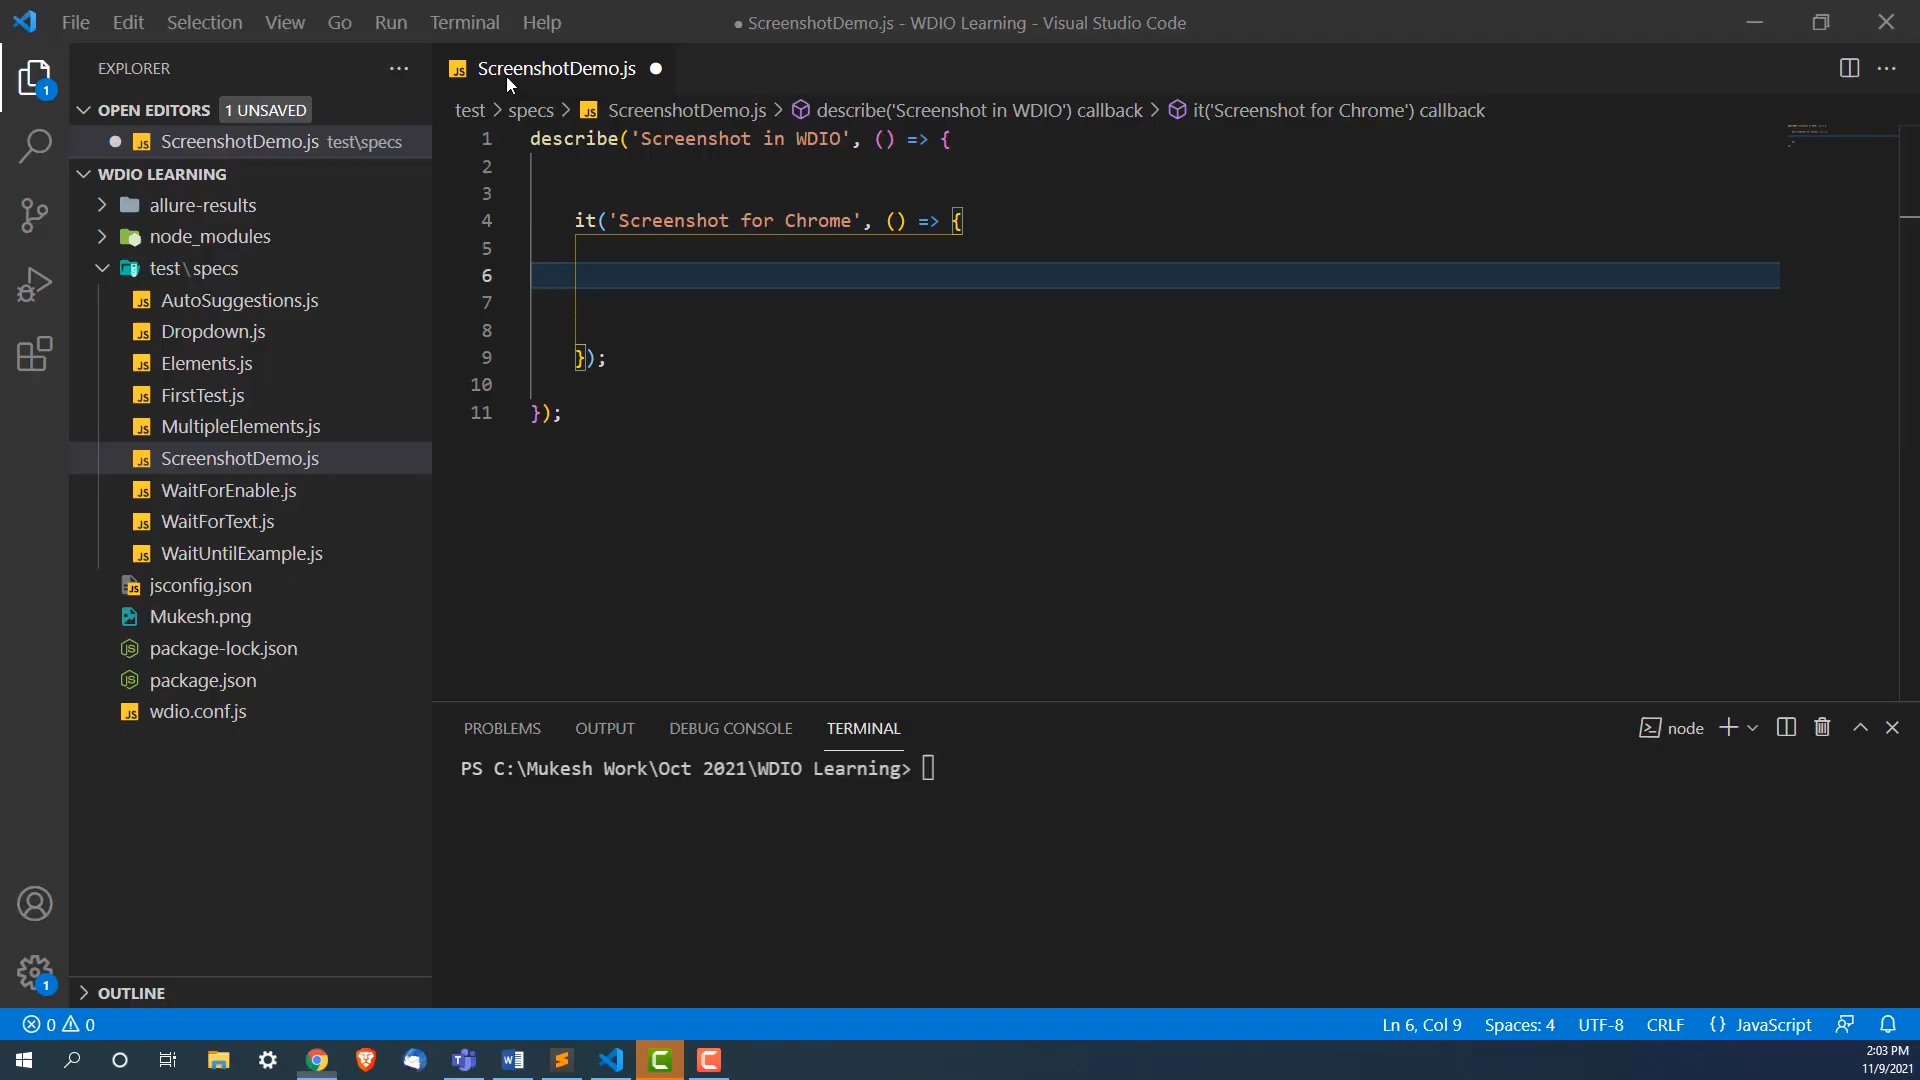 File Edit Selection View Go Run Terminal Help
● ScreenshotDemo.js - WDIO Learning - Visual Studio Code
EXPLORER
OPEN EDITORS 1 UNSAVED
ScreenshotDemo.js test\specs
WDIO LEARNING
allure-results
node_modules
test\specs
AutoSuggestions.js
Dropdown.js
Elements.js
FirstTest.js
MultipleElements.js
ScreenshotDemo.js
WaitForEnable.js
WaitForText.js
WaitUntilExample.js
jsconfig.json
Mukesh.png
package-lock.json
package.json
wdio.conf.js
OUTLINE
1
1
ScreenshotDemo.js
test > specs > ScreenshotDemo.js > describe('Screenshot in WDIO') callback > it('Screenshot for Chrome') callback
1 describe('Screenshot in WDIO', () => {
2
3
4 it('Screenshot for Chrome', () => {
5
6
7
8
9 });
10
11 });
PROBLEMS OUTPUT DEBUG CONSOLE TERMINAL
node
PS C:\Mukesh Work\Oct 2021\WDIO Learning>
0 0
Ln 6, Col 9 Spaces: 4 UTF-8 CRLF {} JavaScript
2:03 PM
11/9/2021